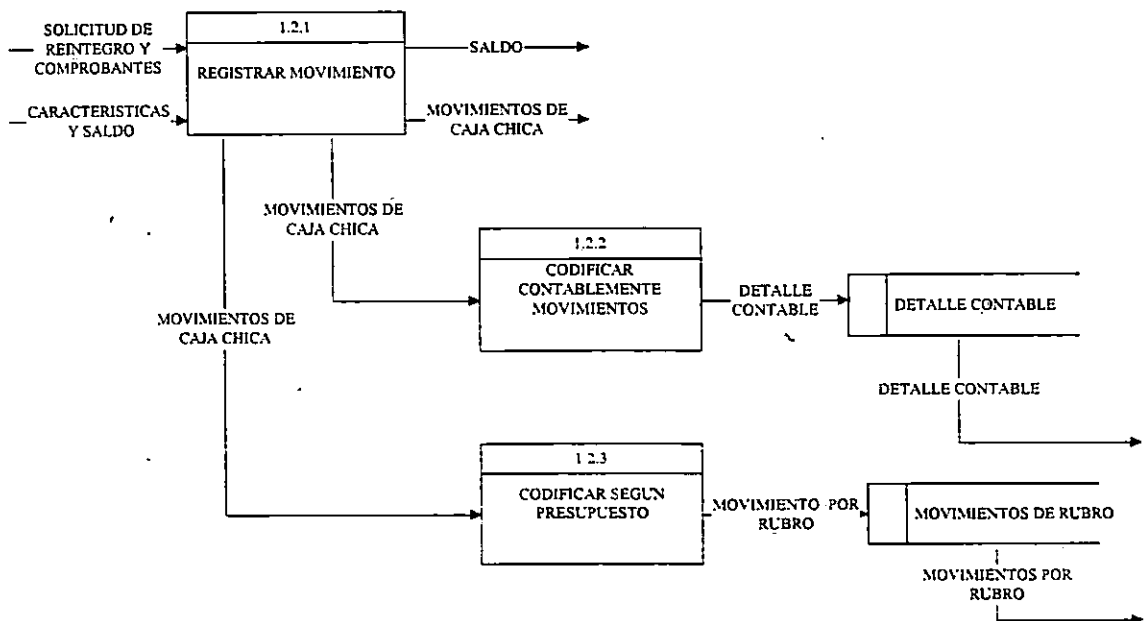 SOLICITUD DE
REINTEGRO Y
COMPROBANTES
CARACTERISTICAS
Y SALDO
1.2.1
REGISTRAR MOVIMIENTO
SALDO
MOVIMIENTOS DE
CAJA CHICA
MOVIMIENTOS DE
CAJA CHICA
MOVIMIENTOS DE
CAJA CHICA
1.2.2
CODIFICAR
CONTABLEMENTE
MOVIMIENTOS
DETALLE
CONTABLE
DETALLE CONTABLE
DETALLE CONTABLE
1.2.3
CODIFICAR SEGUN
PRESUPUESTO
MOVIMIENTO POR
RUBRO
MOVIMIENTOS DE RUBRO
MOVIMIENTOS POR
RUBRO